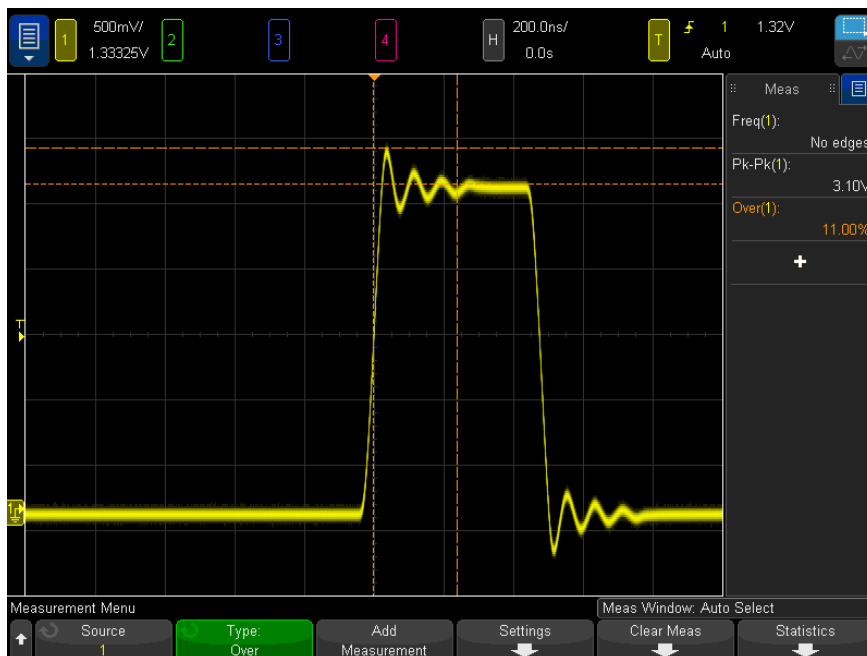 1
500mV/
1.33325V
2
3
4
H
200.0ns/
0.0s
T
1
1.32V
Auto
Meas
Freq(1):
No edges
Pk-Pk(1):
3.10V
Over(1):
11.00%
T
1
Measurement Menu
Meas Window: Auto Select
Source
1
Type:
Over
Add
Measurement
Settings
Clear Meas
Statistics